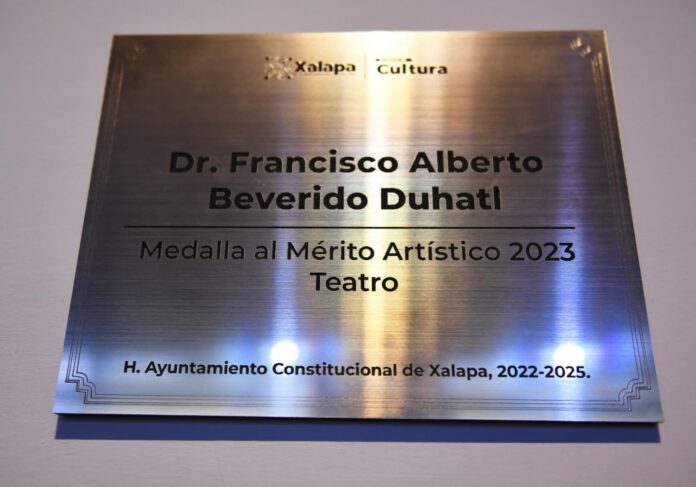 Xalapa Cultura
Dr. Francisco Alberto
Beverido Duhatl
Medalla al Mérito Artístico 2023
Teatro
H. Ayuntamiento Constitucional de Xalapa, 2022-2025.